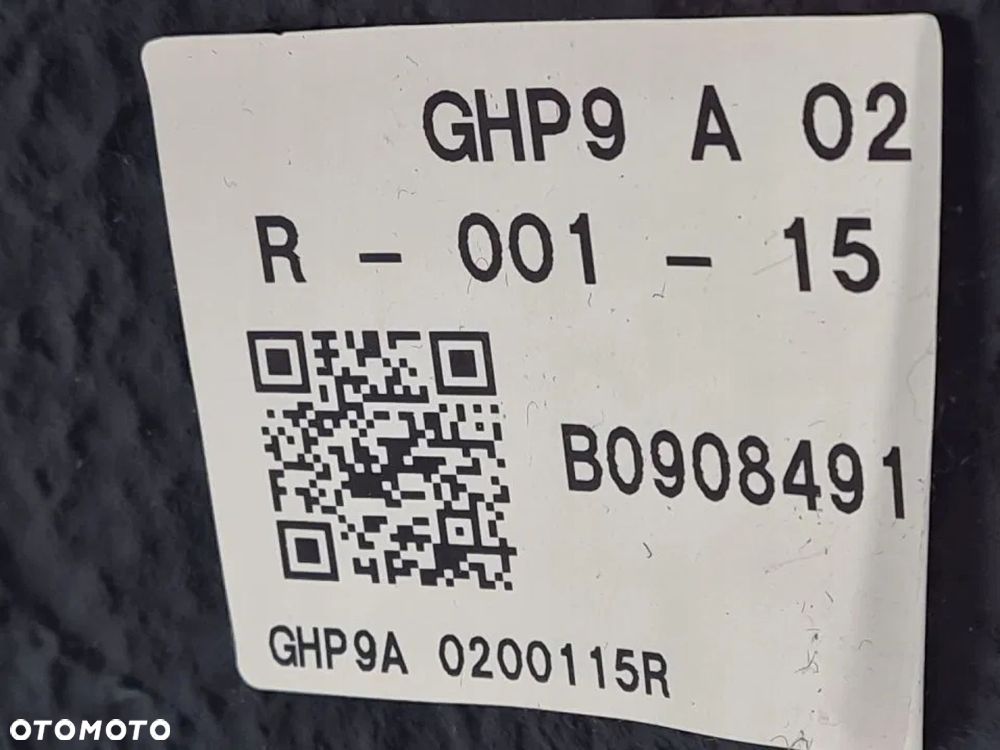 GHP9 A 02
R - 001 - 15
B0908491
GHP9A 0200115R
OTOMOTO